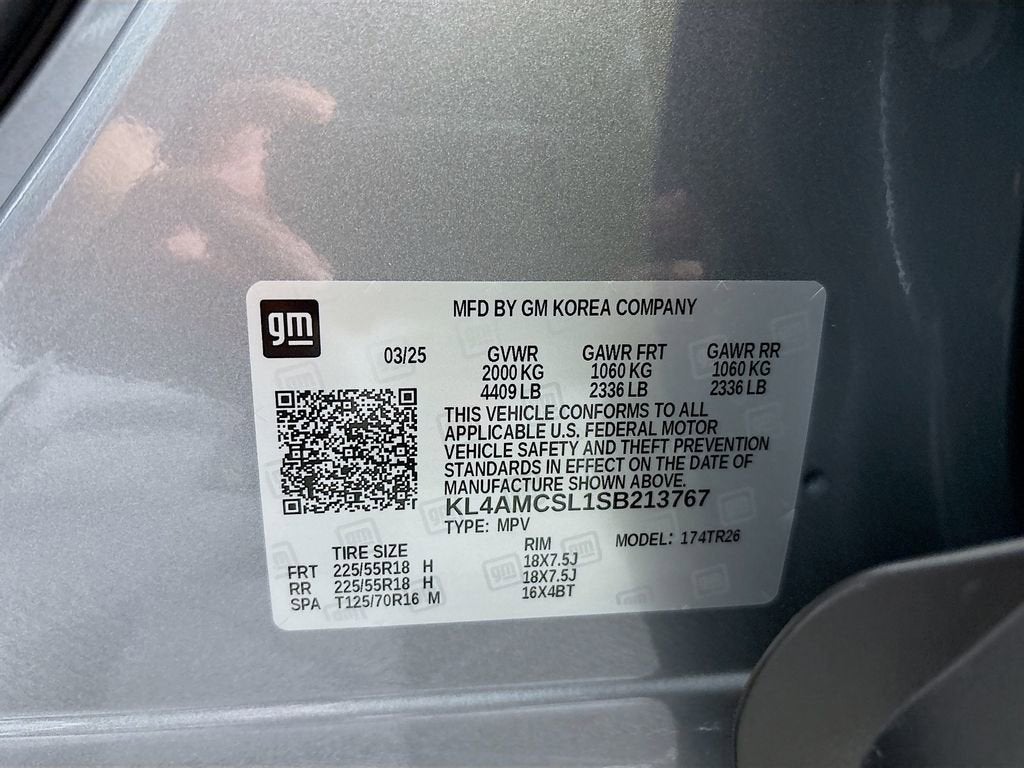 gm
MFD BY GM KOREA COMPANY
03/25 GVWR GAWR FRT GAWR RR
2000 KG 1060 KG 1060 KG
4409 LB 2336 LB 2336 LB
THIS VEHICLE CONFORMS TO ALL
APPLICABLE U.S. FEDERAL MOTOR
VEHICLE SAFETY AND THEFT PREVENTION
STANDARDS IN EFFECT ON THE DATE OF
MANUFACTURE SHOWN ABOVE.
KL4AMCSL1SB213767
TYPE: MPV
MODEL: 174TR26
TIRE SIZE RIM
FRT 225/55R18 H 18X7.5J
RR 225/55R18 H 18X7.5J
SPA T125/70R16 M 16X4BT